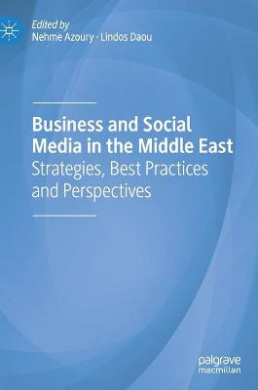 Edited by
Nehme Azoury · Lindos Daou
Business and Social
Media in the Middle East
Strategies, Best Practices
and Perspectives
palgrave
macmillan